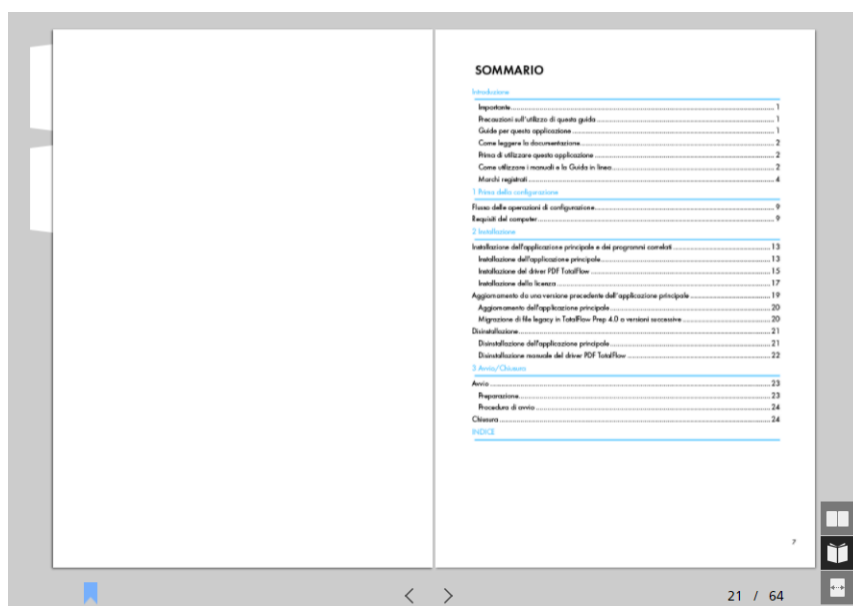 SOMMARIO
Introduzione
Importante 1
Precauzioni sull'utilizzo di questa guida 1
Guide per questa applicazione 1
Come leggere la documentazione 2
Prima di utilizzare questa applicazione 2
Come utilizzare i manuali e la Guida in linea 2
Marchi registrati 4
1 Prima della configurazione
Flusso delle operazioni di configurazione 9
Requisiti del computer 9
2 Installazione
Installazione dell'applicazione principale e dei programmi correlati 13
Installazione dell'applicazione principale 13
Installazione del driver PDF TotalFlow 15
Installazione della licenza 17
Aggiornamento da una versione precedente dell'applicazione principale 19
Aggiornamento dell'applicazione principale 20
Migrazione di file legacy in TotalFlow Prep 4.0 o versioni successive 20
Disinstallazione 21
Disinstallazione dell'applicazione principale 21
Disinstallazione manuale del driver PDF TotalFlow 22
3 Avvio/Chiusura
Avvio 23
Preparazione 23
Procedura di avvio 24
Chiusura 24
INDICE
7
21 / 64